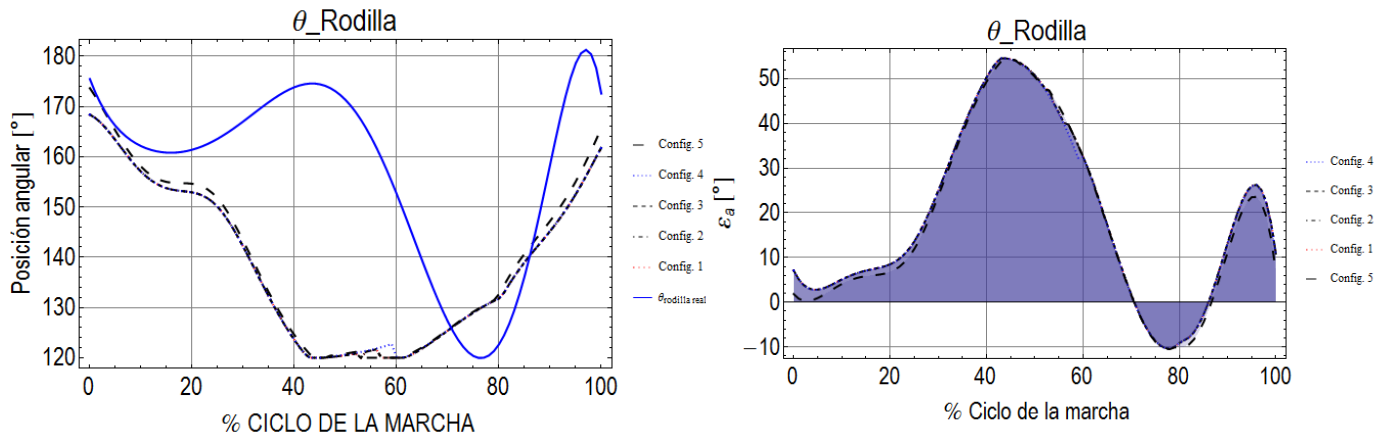 θ_Rodilla
Posición angular [°]
180
170
160
150
140
130
120
0 20 40 60 80 100
% CICLO DE LA MARCHA
Config. 5
Config. 4
Config. 3
Config. 2
Config. 1
θrodilla real
θ_Rodilla
εa [°]
50
40
30
20
10
0
−10
0 20 40 60 80 100
% Ciclo de la marcha
Config. 4
Config. 3
Config. 2
Config. 1
Config. 5